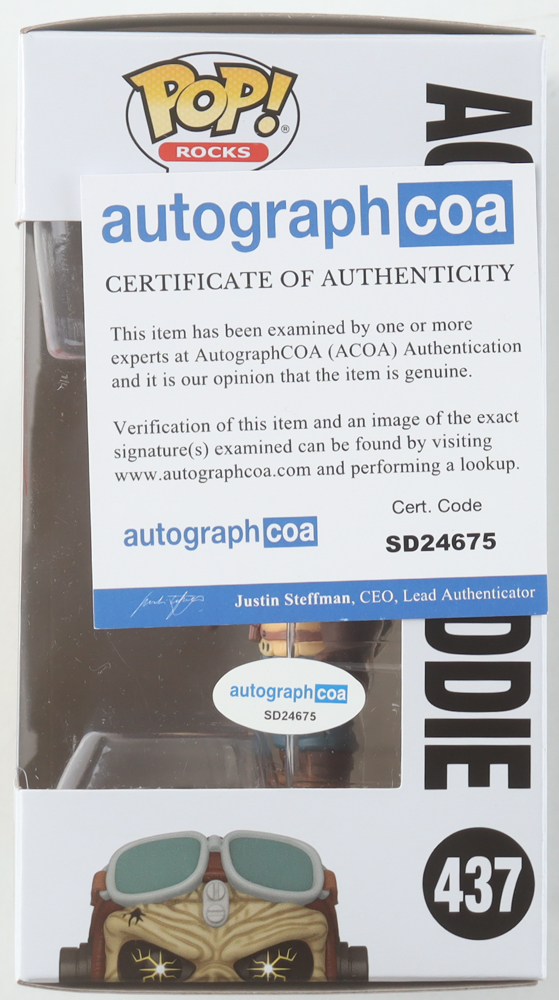 POP!
®
ROCKS
autographcoa
CERTIFICATE OF AUTHENTICITY
This item has been examined by one or more
experts at AutographCOA (ACOA) Authentication
and it is our opinion that the item is genuine.
Verification of this item and an image of the exact
signature(s) examined can be found by visiting
www.autographcoa.com and performing a lookup.
Cert. Code
autographcoa
SD24675
Justin Steffman, CEO, Lead Authenticator
autographcoa
SD24675
DDIE
437